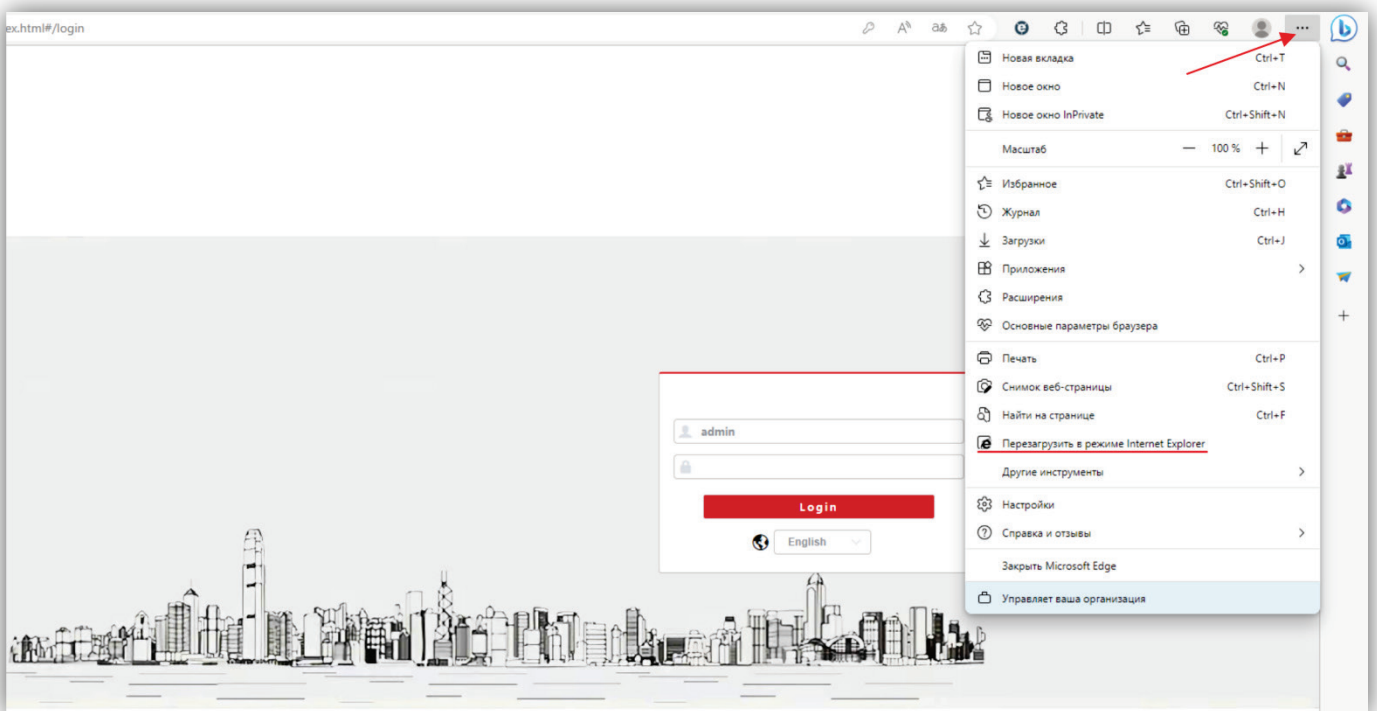 ex.html#/login
Новая вкладка Ctrl+T
Новое окно Ctrl+N
Новое окно InPrivate Ctrl+Shift+N
Масштаб — 100 % +
Избранное Ctrl+Shift+O
Журнал Ctrl+H
Загрузки Ctrl+J
Приложения
Расширения
Основные параметры браузера
Печать Ctrl+P
Снимок веб-страницы Ctrl+Shift+S
Найти на странице Ctrl+F
Перезагрузить в режиме Internet Explorer
Другие инструменты
Настройки
Справка и отзывы
Закрыть Microsoft Edge
Управляет ваша организация
admin
Login
English